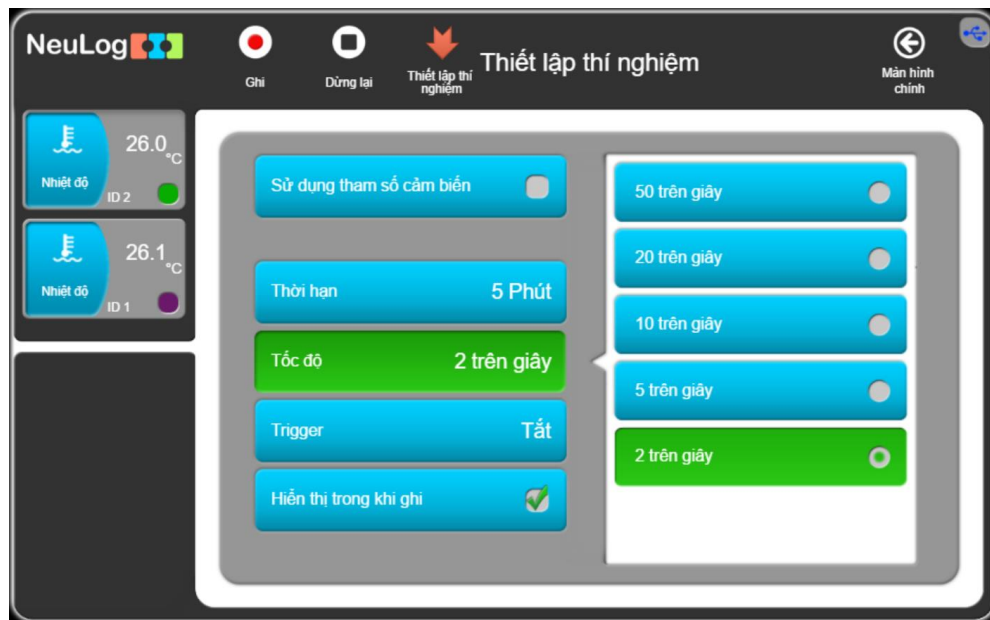 NeuLog
Ghi
Dừng lại
Thiết lập thí
nghiệm
Thiết lập thí nghiệm
Màn hình
chính
26.0 °C
Nhiệt độ
ID 2
26.1 °C
Nhiệt độ
ID 1
Sử dụng tham số cảm biến
Thời hạn 5 Phút
Tốc độ 2 trên giây
Trigger Tắt
Hiển thị trong khi ghi
50 trên giây
20 trên giây
10 trên giây
5 trên giây
2 trên giây